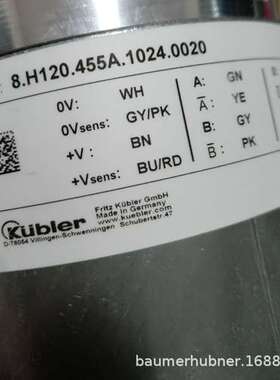 : 8.H120.455A.1024.0020
0V: WH
0Vsens: GY/PK
+V : BN
+Vsens: BU/RD
A: GN
A̅: YE
B: GY
B̅: PK
Kübler
Fritz Kübler GmbH
Made in Germany
www.kuebler.com
D-78054 Villingen-Schwenningen Schubertstr.47
baumerhubner.1688